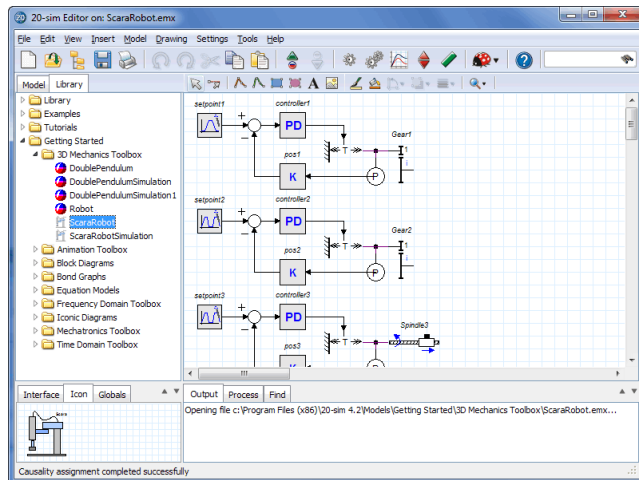 20 20-sim Editor on: ScaraRobot.emx
File Edit View Insert Model Drawing Settings Tools Help
Model Library
A
Library
Examples
Tutorials
Getting Started
3D Mechanics Toolbox
DoublePendulum
DoublePendulumSimulation
DoublePendulumSimulation1
Robot
ScaraRobot
ScaraRobotSimulation
Animation Toolbox
Block Diagrams
Bond Graphs
Equation Models
Frequency Domain Toolbox
Iconic Diagrams
Mechatronics Toolbox
Time Domain Toolbox
setpoint1 controller1
PD
Gear1
pos1
T
1
i
K
P
setpoint2 controller2
PD
Gear2
pos2
T
1
i
K
P
setpoint3 controller3
PD
Spindle3
pos3
T
K
P
Interface Icon Globals
Output Process Find
Opening file c:\Program Files (x86)\20-sim 4.2\Models\Getting Started\3D Mechanics Toolbox\ScaraRobot.emx...
Causality assignment completed successfully